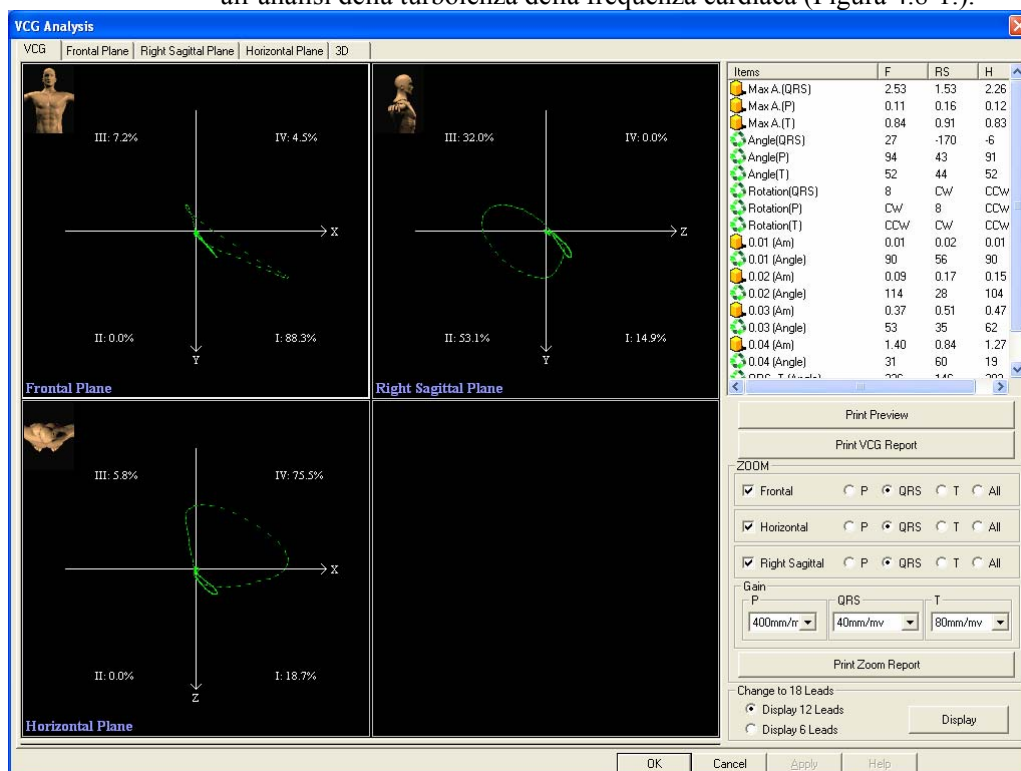 all'analisi della turbolenza della frequenza cardiaca (Figura 4.6-1.).
VCG Analysis
VCG Frontal Plane Right Sagittal Plane Horizontal Plane 3D
III: 7.2% IV: 4.5%
X
II: 0.0% I: 88.3%
Y
Frontal Plane
III: 32.0% IV: 0.0%
Z
II: 53.1% I: 14.9%
Y
Right Sagittal Plane
III: 5.8% IV: 75.5%
X
II: 0.0% I: 18.7%
Z
Horizontal Plane
Items F RS H
Max A.(QRS) 2.53 1.53 2.26
Max A.(P) 0.11 0.16 0.12
Max A.(T) 0.84 0.91 0.83
Angle(QRS) 27 -170 -6
Angle(P) 94 43 91
Angle(T) 52 44 52
Rotation(QRS) 8 CW CCW
Rotation(P) CW 8 CCW
Rotation(T) CCW CW CCW
0.01 (Am) 0.01 0.02 0.01
0.01 (Angle) 90 56 90
0.02 (Am) 0.09 0.17 0.15
0.02 (Angle) 114 28 104
0.03 (Am) 0.37 0.51 0.47
0.03 (Angle) 53 35 62
0.04 (Am) 1.40 0.84 1.27
0.04 (Angle) 31 60 19
Print Preview
Print VCG Report
ZOOM
Frontal P QRS T All
Horizontal P QRS T All
Right Sagittal P QRS T All
Gain
P QRS T
400mm/r 40mm/mv 80mm/mv
Print Zoom Report
Change to 18 Leads
Display 12 Leads
Display 6 Leads
Display
OK Cancel Apply Help